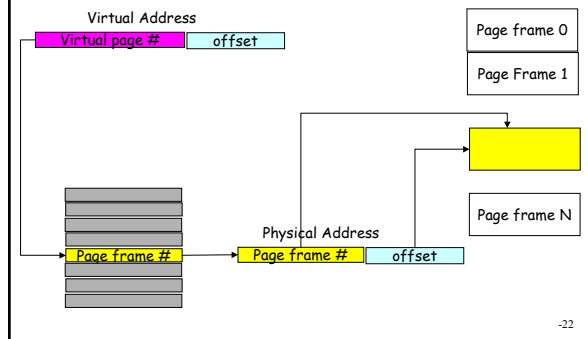 Virtual Address
Virtual page #
offset
Page frame 0
Page Frame 1
Page frame N
Physical Address
Page frame #
Page frame #
offset
-22